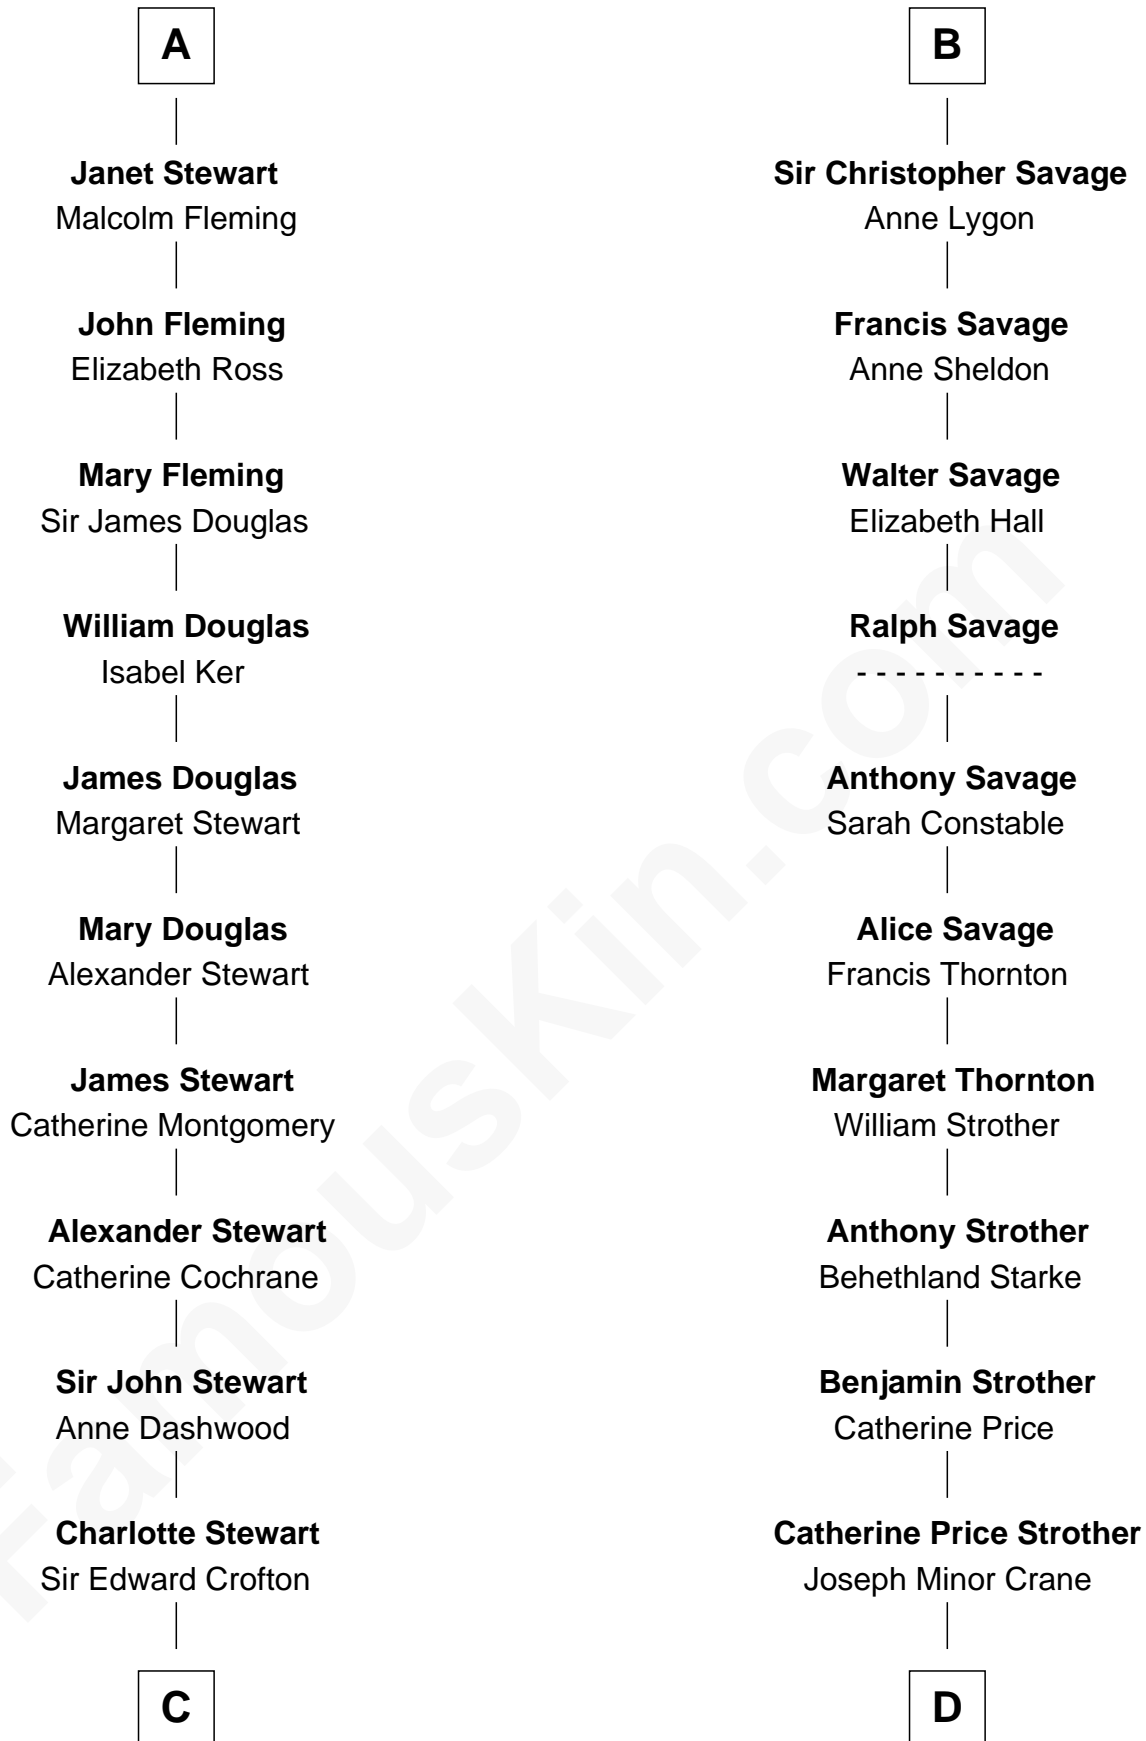 A
Janet Stewart
Malcolm Fleming
John Fleming
Elizabeth Ross
Mary Fleming
Sir James Douglas
William Douglas
Isabel Ker
James Douglas
Margaret Stewart
Mary Douglas
Alexander Stewart
James Stewart
Catherine Montgomery
Alexander Stewart
Catherine Cochrane
Sir John Stewart
Anne Dashwood
Charlotte Stewart
Sir Edward Crofton
C
B
Sir Christopher Savage
Anne Lygon
Francis Savage
Anne Sheldon
Walter Savage
Elizabeth Hall
Ralph Savage
- - - - - - - - - -
Anthony Savage
Sarah Constable
Alice Savage
Francis Thornton
Margaret Thornton
William Strother
Anthony Strother
Behethland Starke
Benjamin Strother
Catherine Price
Catherine Price Strother
Joseph Minor Crane
D
FamousKin.com